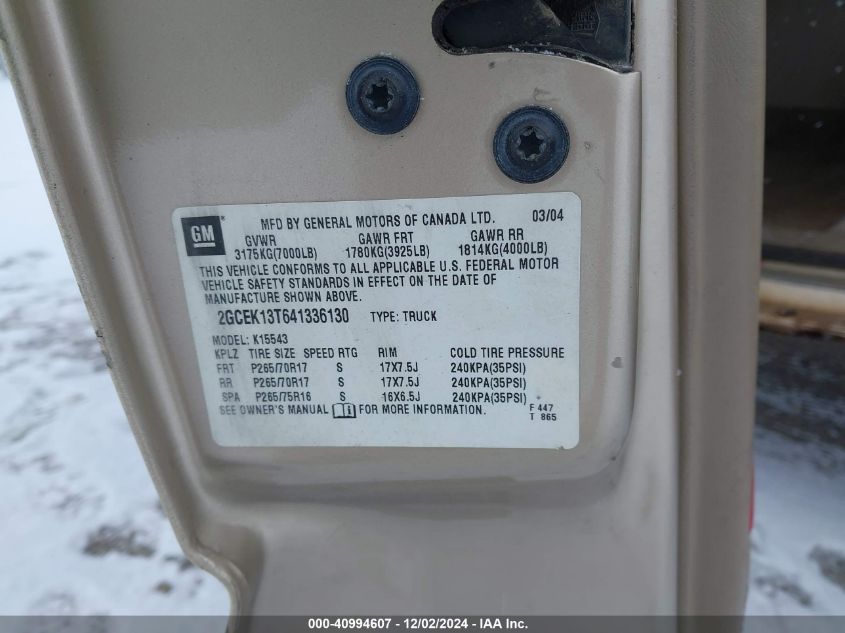 GM
MFD BY GENERAL MOTORS OF CANADA LTD. 03/04
GVWR GAWR FRT GAWR RR
3175KG(7000LB) 1780KG(3925LB) 1814KG(4000LB)
THIS VEHICLE CONFORMS TO ALL APPLICABLE U.S. FEDERAL MOTOR
VEHICLE SAFETY STANDARDS IN EFFECT ON THE DATE OF
MANUFACTURE SHOWN ABOVE.
2GCEK13T641336130 TYPE: TRUCK
MODEL: K15543
KPLZ TIRE SIZE SPEED RTG RIM COLD TIRE PRESSURE
FRT P265/70R17 S 17X7.5J 240KPA(35PSI)
RR P265/70R17 S 17X7.5J 240KPA(35PSI)
SPA P265/75R16 S 16X6.5J 240KPA(35PSI)
SEE OWNER'S MANUAL FOR MORE INFORMATION.
F 447
T 865
000-40994607 - 12/02/2024 - IAA Inc.